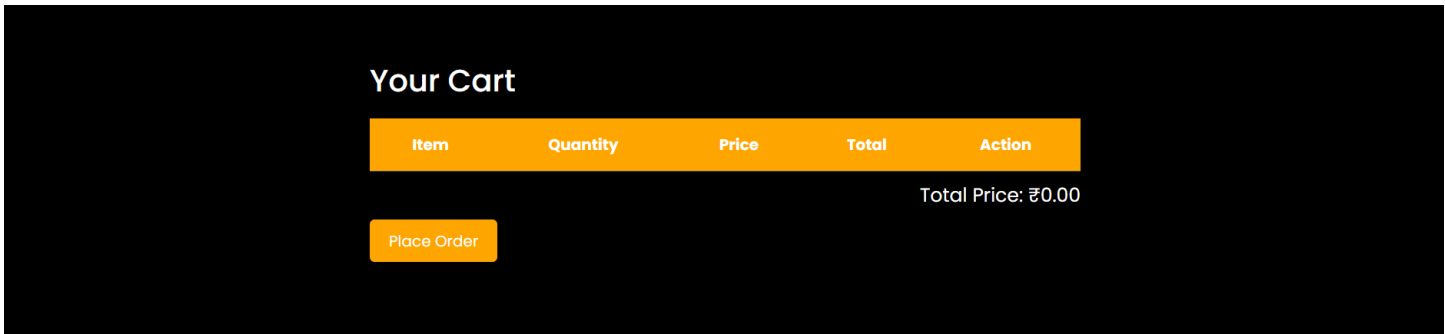 Your Cart
Item Quantity Price Total Action
Total Price: ₹0.00
Place Order